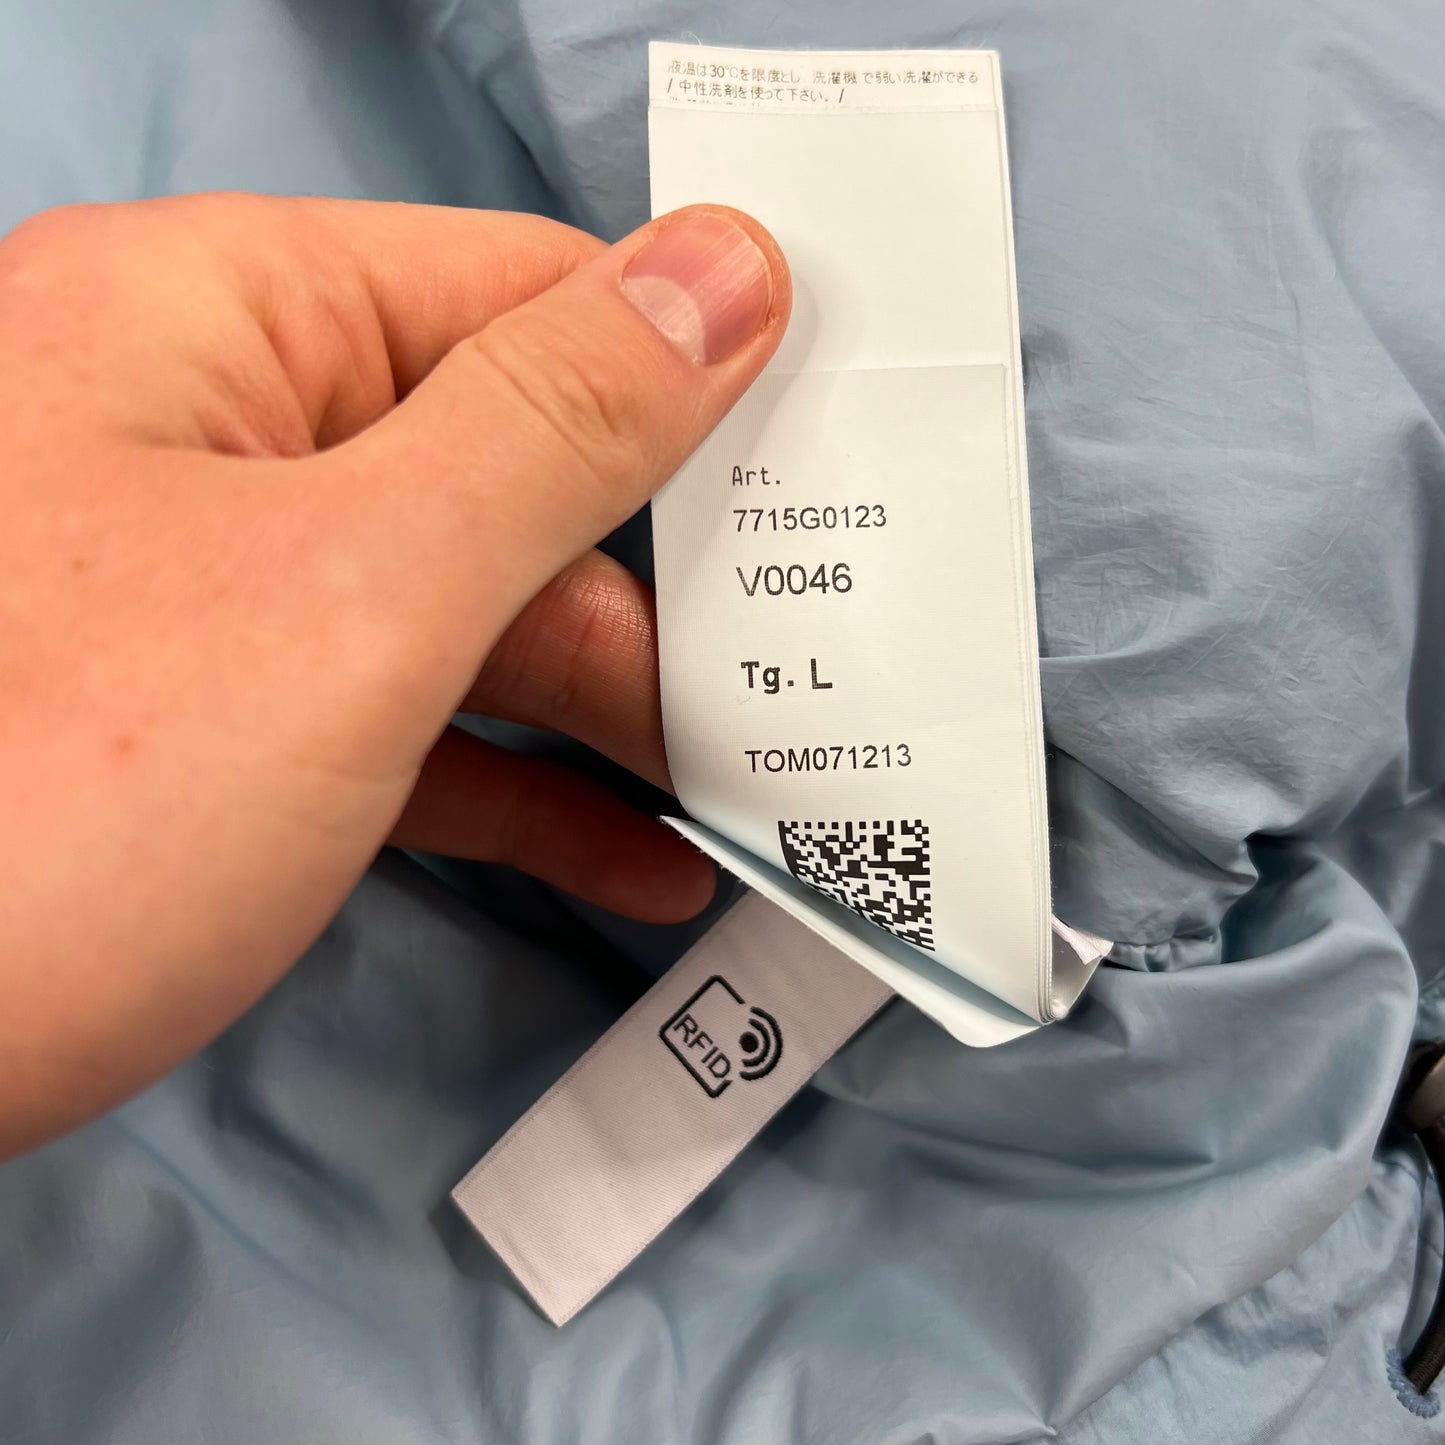 液温は30℃を限度とし、洗濯機で弱い洗濯ができる
/ 中性洗剤を使って下さい。/
Art.
7715G0123
V0046
Tg. L
TOM071213
RFID